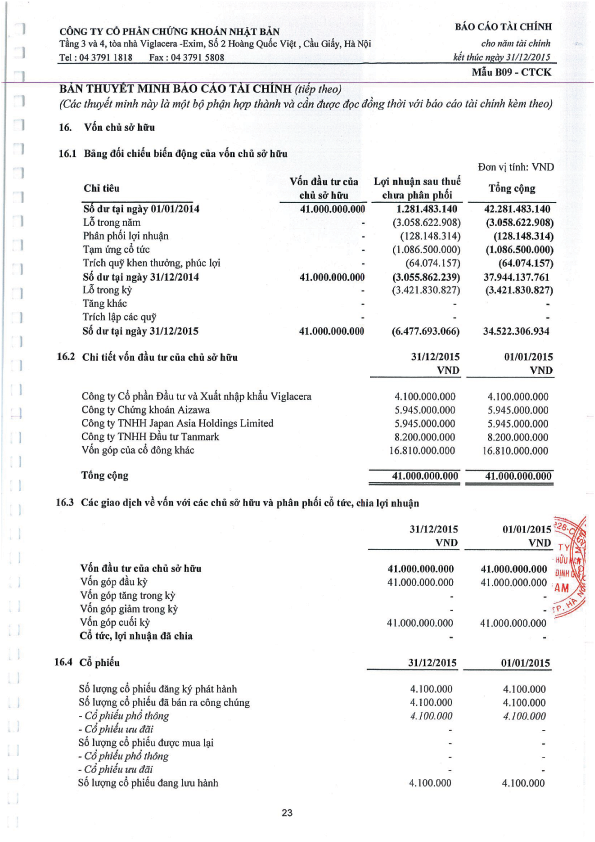 CÔNG TY CỔ PHẦN CHỨNG KHOÁN NHẬT BẢN
Tầng 3 và 4, tòa nhà Viglacera -Exim, Số 2 Hoàng Quốc Việt , Cầu Giấy, Hà Nội
Tel : 04 3791 1818 Fax : 04 3791 5808
BÁO CÁO TÀI CHÍNH
cho năm tài chính
kết thúc ngày 31/12/2015
Mẫu B09 - CTCK
BẢN THUYẾT MINH BÁO CÁO TÀI CHÍNH (tiếp theo)
(Các thuyết minh này là một bộ phận hợp thành và cần được đọc đồng thời với báo cáo tài chính kèm theo)
16. Vốn chủ sở hữu
16.1 Bảng đối chiếu biến động của vốn chủ sở hữu
Đơn vị tính: VND
Chỉ tiêu Vốn đầu tư của chủ sở hữu Lợi nhuận sau thuế chưa phân phối Tổng cộng
Số dư tại ngày 01/01/2014 41.000.000.000 1.281.483.140 42.281.483.140
Lỗ trong năm - (3.058.622.908) (3.058.622.908)
Phân phối lợi nhuận - (128.148.314) (128.148.314)
Tạm ứng cổ tức - (1.086.500.000) (1.086.500.000)
Trích quỹ khen thưởng, phúc lợi - (64.074.157) (64.074.157)
Số dư tại ngày 31/12/2014 41.000.000.000 (3.055.862.239) 37.944.137.761
Lỗ trong kỳ - (3.421.830.827) (3.421.830.827)
Tăng khác - - -
Trích lập các quỹ - - -
Số dư tại ngày 31/12/2015 41.000.000.000 (6.477.693.066) 34.522.306.934
16.2 Chi tiết vốn đầu tư của chủ sở hữu 31/12/2015 01/01/2015
VND VND
Công ty Cổ phần Đầu tư và Xuất nhập khẩu Viglacera 4.100.000.000 4.100.000.000
Công ty Chứng khoán Aizawa 5.945.000.000 5.945.000.000
Công ty TNHH Japan Asia Holdings Limited 5.945.000.000 5.945.000.000
Công ty TNHH Đầu tư Tanmark 8.200.000.000 8.200.000.000
Vốn góp của cổ đông khác 16.810.000.000 16.810.000.000
Tổng cộng 41.000.000.000 41.000.000.000
16.3 Các giao dịch về vốn với các chủ sở hữu và phân phối cổ tức, chia lợi nhuận
31/12/2015 01/01/2015
VND VND
Vốn đầu tư của chủ sở hữu 41.000.000.000 41.000.000.000
Vốn góp đầu kỳ 41.000.000.000 41.000.000.000
Vốn góp tăng trong kỳ - -
Vốn góp giảm trong kỳ - -
Vốn góp cuối kỳ 41.000.000.000 41.000.000.000
Cổ tức, lợi nhuận đã chia - -
16.4 Cổ phiếu 31/12/2015 01/01/2015
Số lượng cổ phiếu đăng ký phát hành 4.100.000 4.100.000
Số lượng cổ phiếu đã bán ra công chúng 4.100.000 4.100.000
- Cổ phiếu phổ thông 4.100.000 4.100.000
- Cổ phiếu ưu đãi - -
Số lượng cổ phiếu được mua lại - -
- Cổ phiếu phổ thông - -
- Cổ phiếu ưu đãi - -
Số lượng cổ phiếu đang lưu hành 4.100.000 4.100.000
23